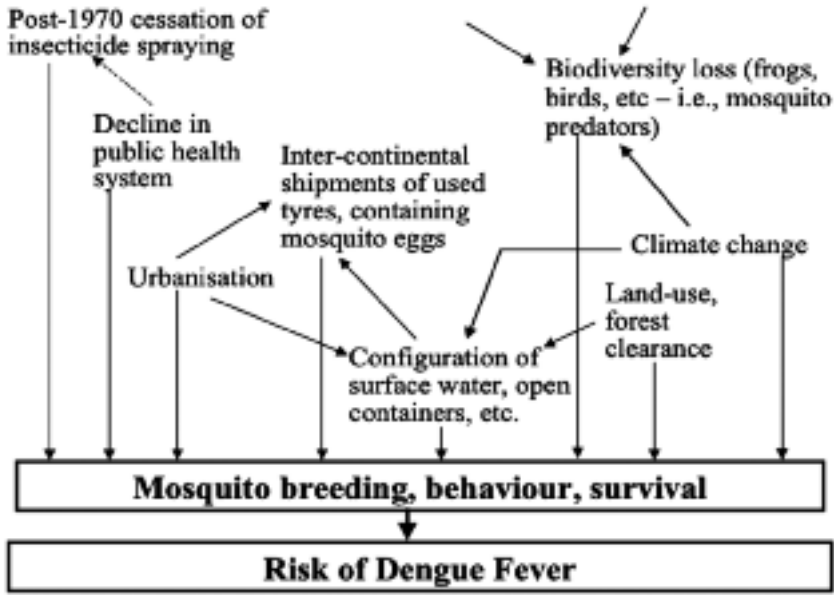 Post-1970 cessation of
insecticide spraying
Biodiversity loss (frogs,
birds, etc – i.e., mosquito
predators)
Decline in
public health
system
Inter-continental
shipments of used
tyres, containing
mosquito eggs
Climate change
Urbanisation
Land-use,
forest
clearance
Configuration of
surface water, open
containers, etc.
Mosquito breeding, behaviour, survival
Risk of Dengue Fever